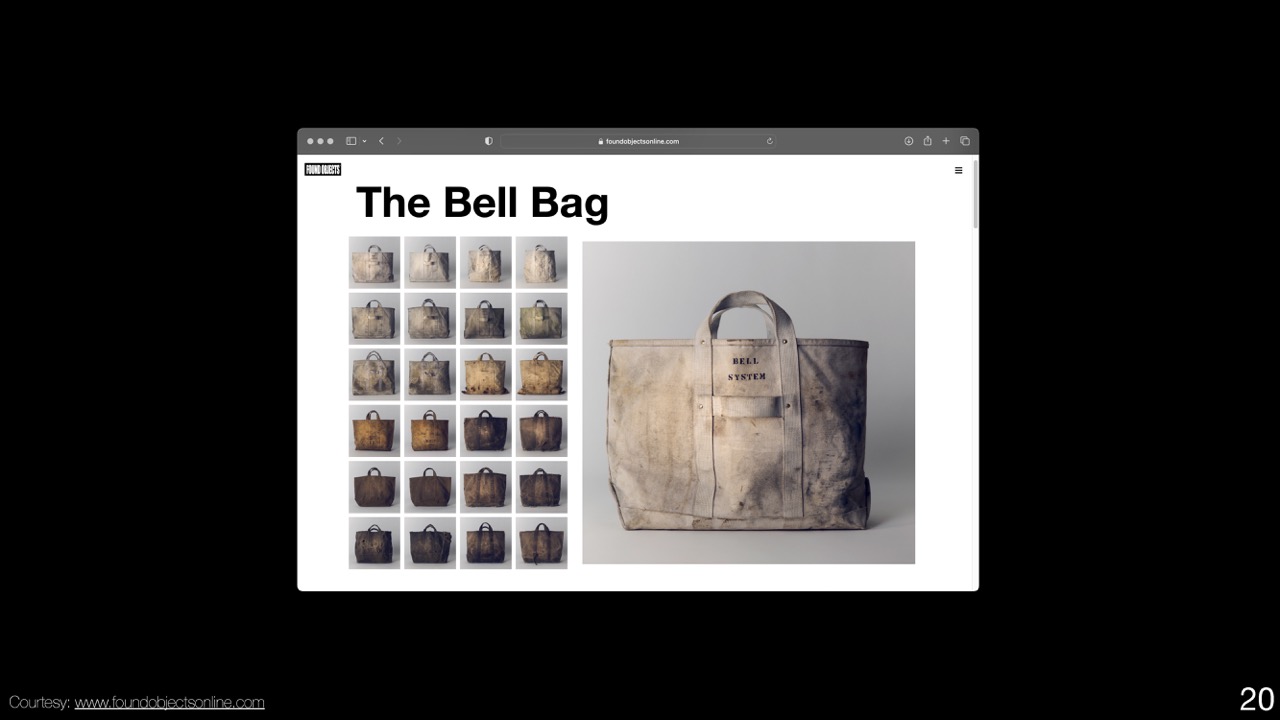 foundobjectsonline.com
FOUND OBJECTS
The Bell Bag
BELL
SYSTEM
Courtesy: www.foundobjectsonline.com
20